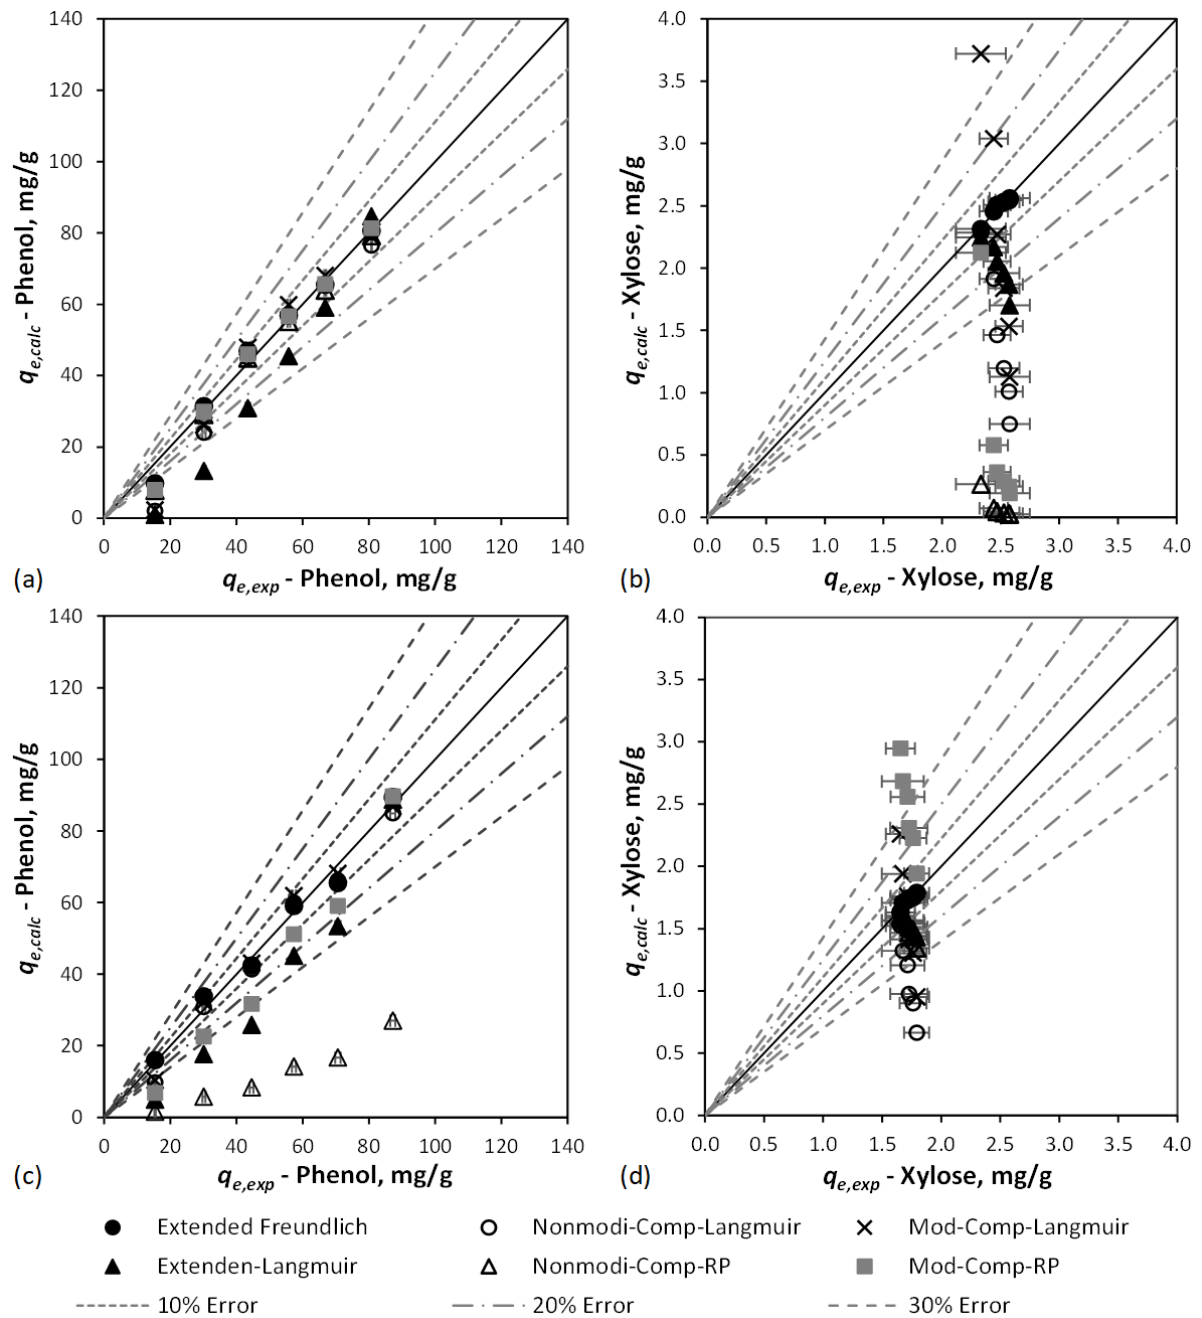 140
120
100
80
60
40
20
0
0 20 40 60 80 100 120 140
q e,calc - Phenol, mg/g
q e,exp - Phenol, mg/g
(a)
4.0
3.5
3.0
2.5
2.0
1.5
1.0
0.5
0.0
0.0 0.5 1.0 1.5 2.0 2.5 3.0 3.5 4.0
q e,calc - Xylose, mg/g
q e,exp - Xylose, mg/g
(b)
140
120
100
80
60
40
20
0
0 20 40 60 80 100 120 140
q e,calc - Phenol, mg/g
q e,exp - Phenol, mg/g
(c)
4.0
3.5
3.0
2.5
2.0
1.5
1.0
0.5
0.0
0.0 0.5 1.0 1.5 2.0 2.5 3.0 3.5 4.0
q e,calc - Xylose, mg/g
q e,exp - Xylose, mg/g
(d)
Extended Freundlich Nonmodi-Comp-Langmuir Mod-Comp-Langmuir
Extenden-Langmuir Nonmodi-Comp-RP Mod-Comp-RP
10% Error 20% Error 30% Error